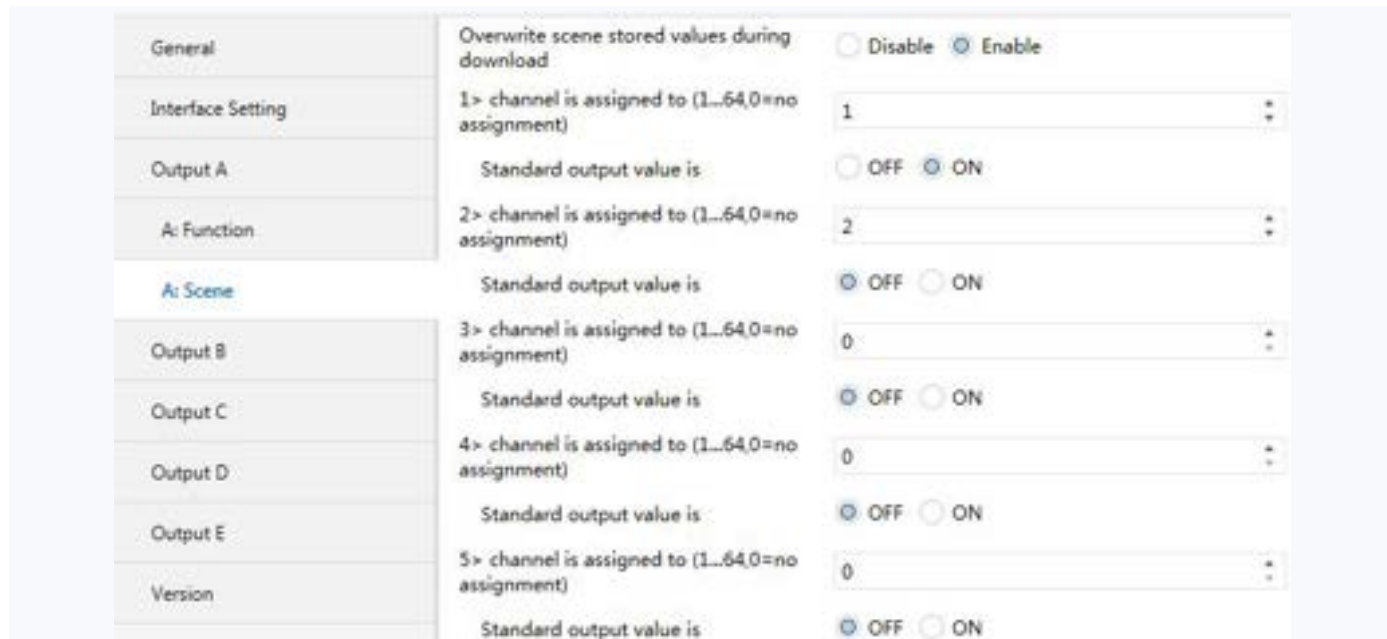 General
Interface Setting
Output A
A: Function
A: Scene
Output B
Output C
Output D
Output E
Version
Overwrite scene stored values during
download
Disable Enable
1> channel is assigned to (1...64,0=no
assignment)
1
Standard output value is
OFF ON
2> channel is assigned to (1...64,0=no
assignment)
2
Standard output value is
OFF ON
3> channel is assigned to (1...64,0=no
assignment)
0
Standard output value is
OFF ON
4> channel is assigned to (1...64,0=no
assignment)
0
Standard output value is
OFF ON
5> channel is assigned to (1...64,0=no
assignment)
0
Standard output value is
OFF ON